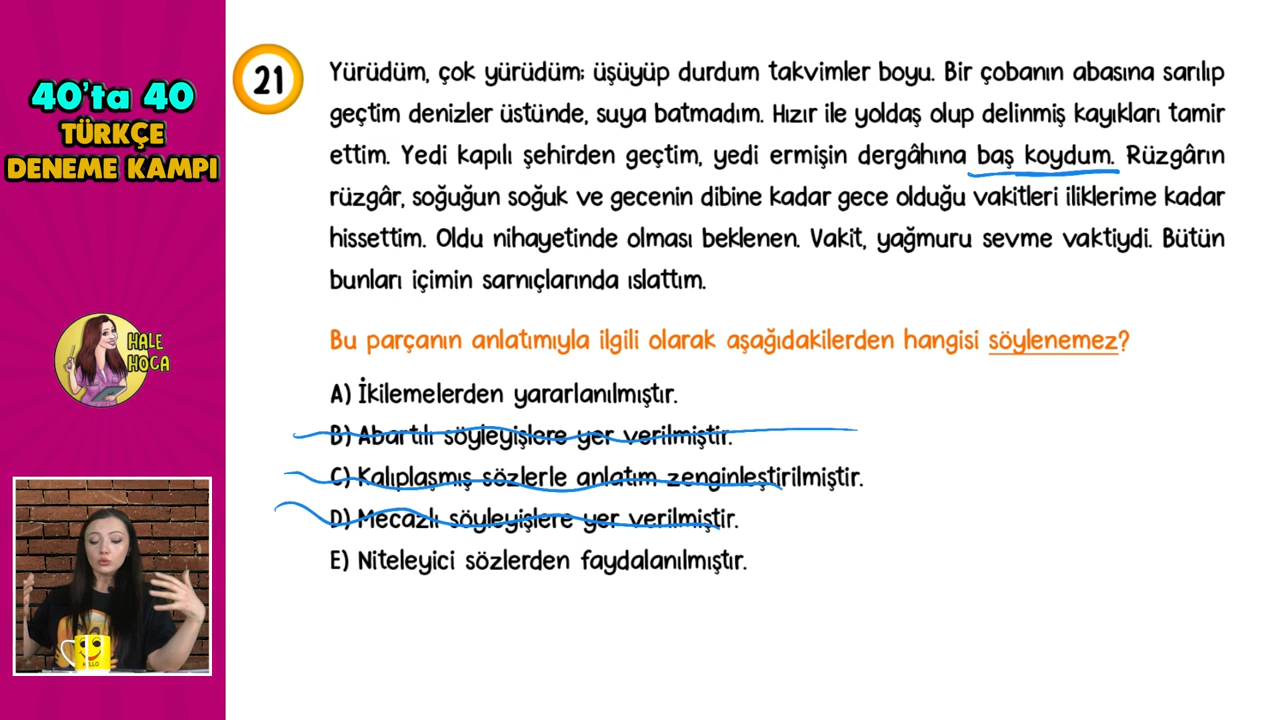 40'ta 40
TÜRKÇE
DENEME KAMPI
HALE
HOCA
HELLO
21
Yürüdüm, çok yürüdüm; üşüyüp durdum takvimler boyu. Bir çobanın abasına sarılıp
geçtim denizler üstünde, suya batmadım. Hızır ile yoldaş olup delinmiş kayıkları tamir
ettim. Yedi kapılı şehirden geçtim, yedi ermişin dergâhına baş koydum. Rüzgârın
rüzgâr, soğuğun soğuk ve gecenin dibine kadar gece olduğu vakitleri iliklerime kadar
hissettim. Oldu nihayetinde olması beklenen. Vakit, yağmuru sevme vaktiydi. Bütün
bunları içimin sarnıçlarında ıslattım.
Bu parçanın anlatımıyla ilgili olarak aşağıdakilerden hangisi söylenemez?
A) İkilemelerden yararlanılmıştır.
B) Abartılı söyleyişlere yer verilmiştir.
C) Kalıplaşmış sözlerle anlatım zenginleştirilmiştir.
D) Mecazlı söyleyişlere yer verilmiştir.
E) Niteleyici sözlerden faydalanılmıştır.